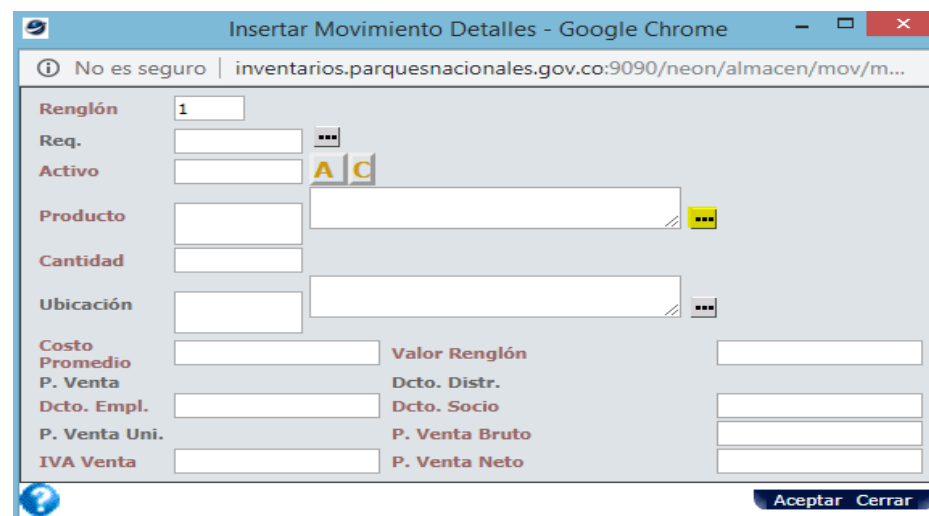 Insertar Movimiento Detalles - Google Chrome
No es seguro | inventarios.parquesnacionales.gov.co:9090/neon/almacen/mov/m...
Renglón 1
Req.
Activo A C
Producto
Cantidad
Ubicación
Costo Promedio Valor Renglón
P. Venta Dcto. Distr.
Dcto. Empl. Dcto. Socio
P. Venta Uni. P. Venta Bruto
IVA Venta P. Venta Neto
Aceptar Cerrar